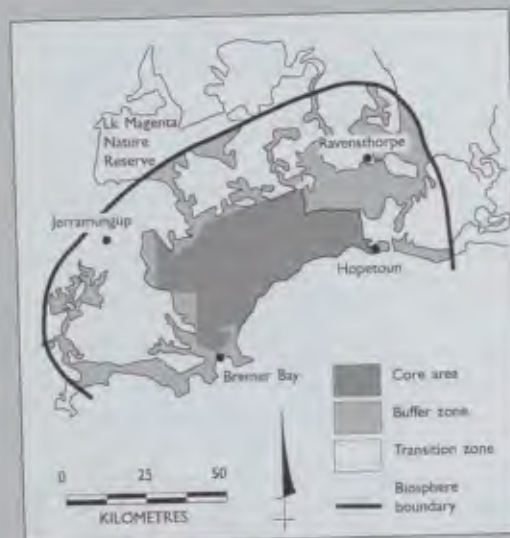 Lk Magenta
Nature
Reserve
Ravensthorpe
Jerramungup
Hopetoun
Bremer Bay
Core area
Buffer zone
Transition zone
Biosphere
boundary
0 25 50
KILOMETRES